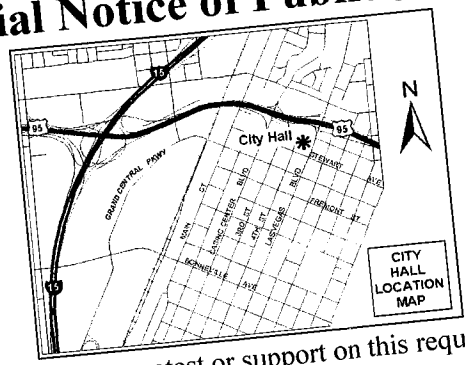 ial Notice of Publi
N
15
95
City Hall
95
STEWART AVE
GRAND CENTRAL PKWY
FREMONT ST
MAIN ST
CENTER BLVD
3RD ST
4TH ST
LAS VEGAS BLVD
BONNEVILLE AVE
15
CITY
HALL
LOCATION
MAP
test or support on this requ